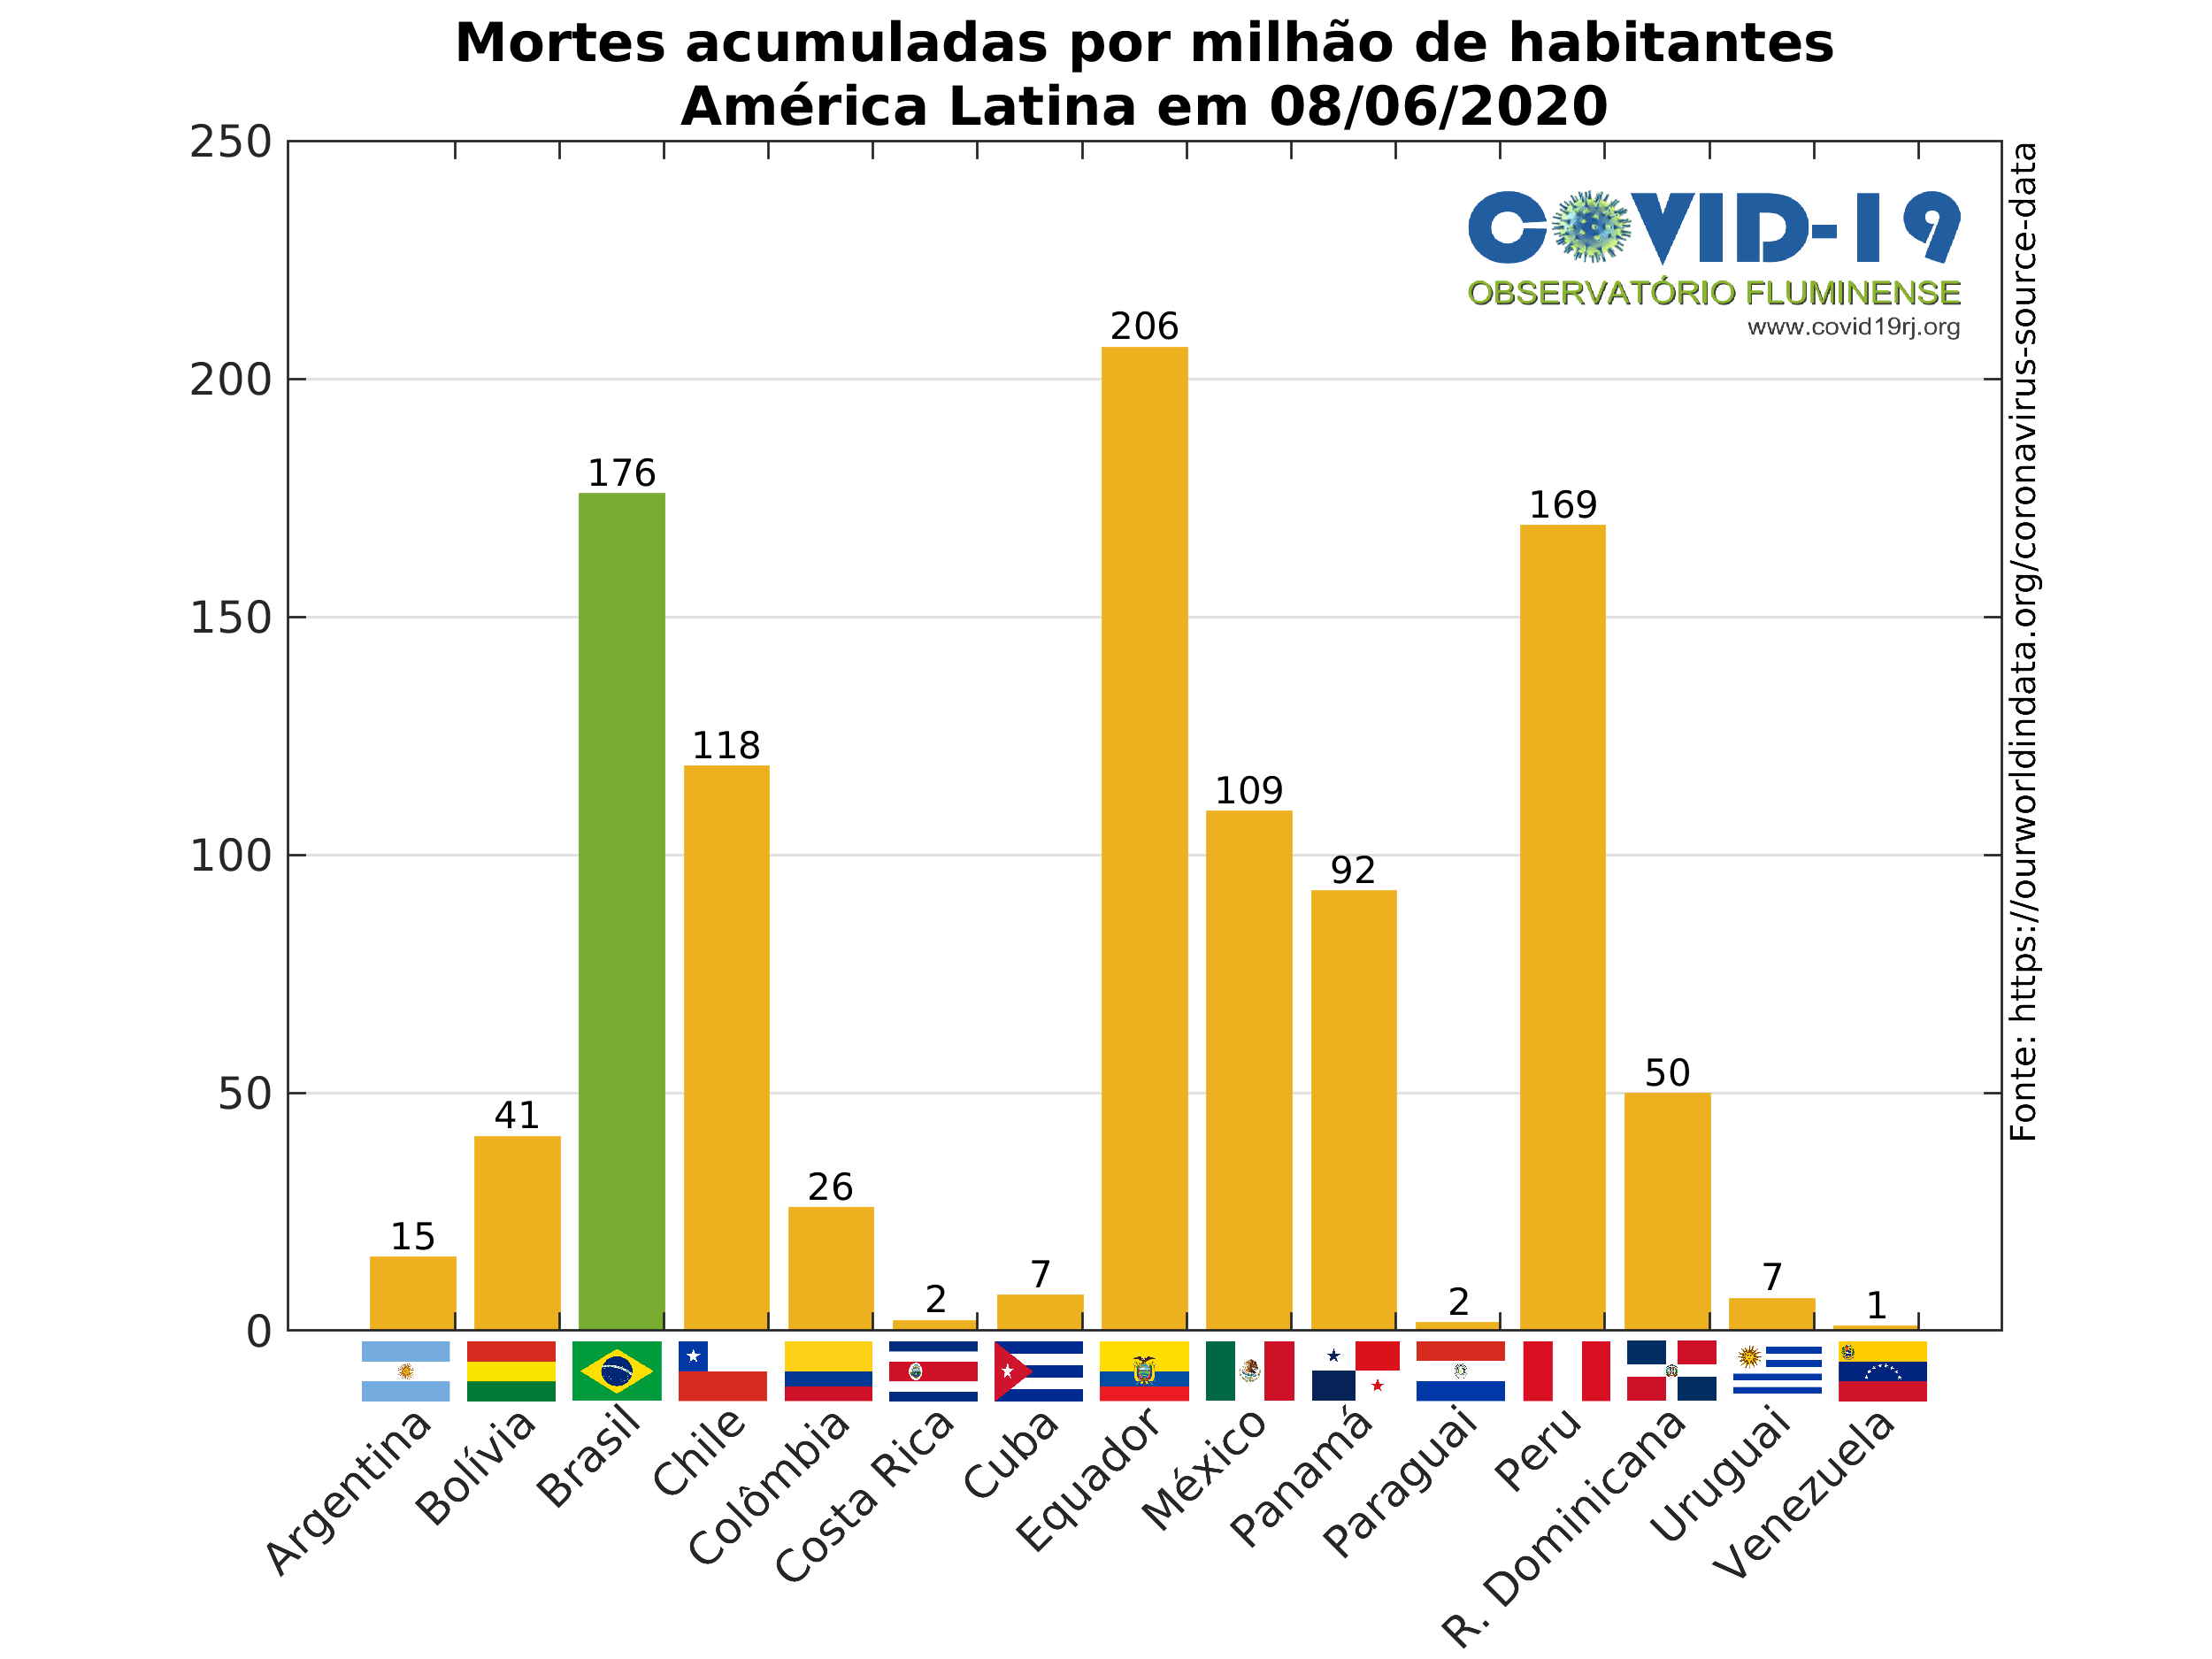 Mortes acumuladas por milhão de habitantes
América Latina em 08/06/2020
250
200
150
100
50
0
COVID-19
OBSERVATÓRIO FLUMINENSE
www.covid19rj.org
Fonte: https://ourworldindata.org/coronavirus-source-data
15
41
176
118
26
2
7
206
109
92
2
169
50
7
1
Argentina
Bolívia
Brasil
Chile
Colômbia
Costa Rica
Cuba
Equador
México
Panamá
Paraguai
Peru
R. Dominicana
Uruguai
Venezuela